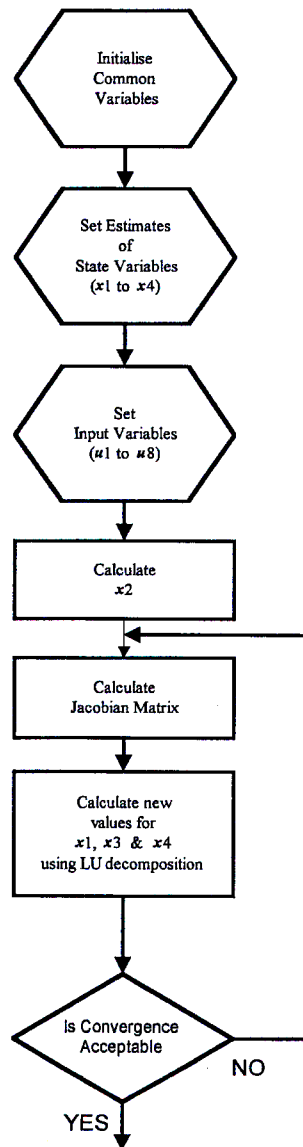 Initialise
Common
Variables
Set Estimates
of
State Variables
(x1 to x4)
Set
Input Variables
(u1 to u8)
Calculate
x2
Calculate
Jacobian Matrix
Calculate new
values for
x1, x3 & x4
using LU decomposition
Is Convergence
Acceptable
NO
YES